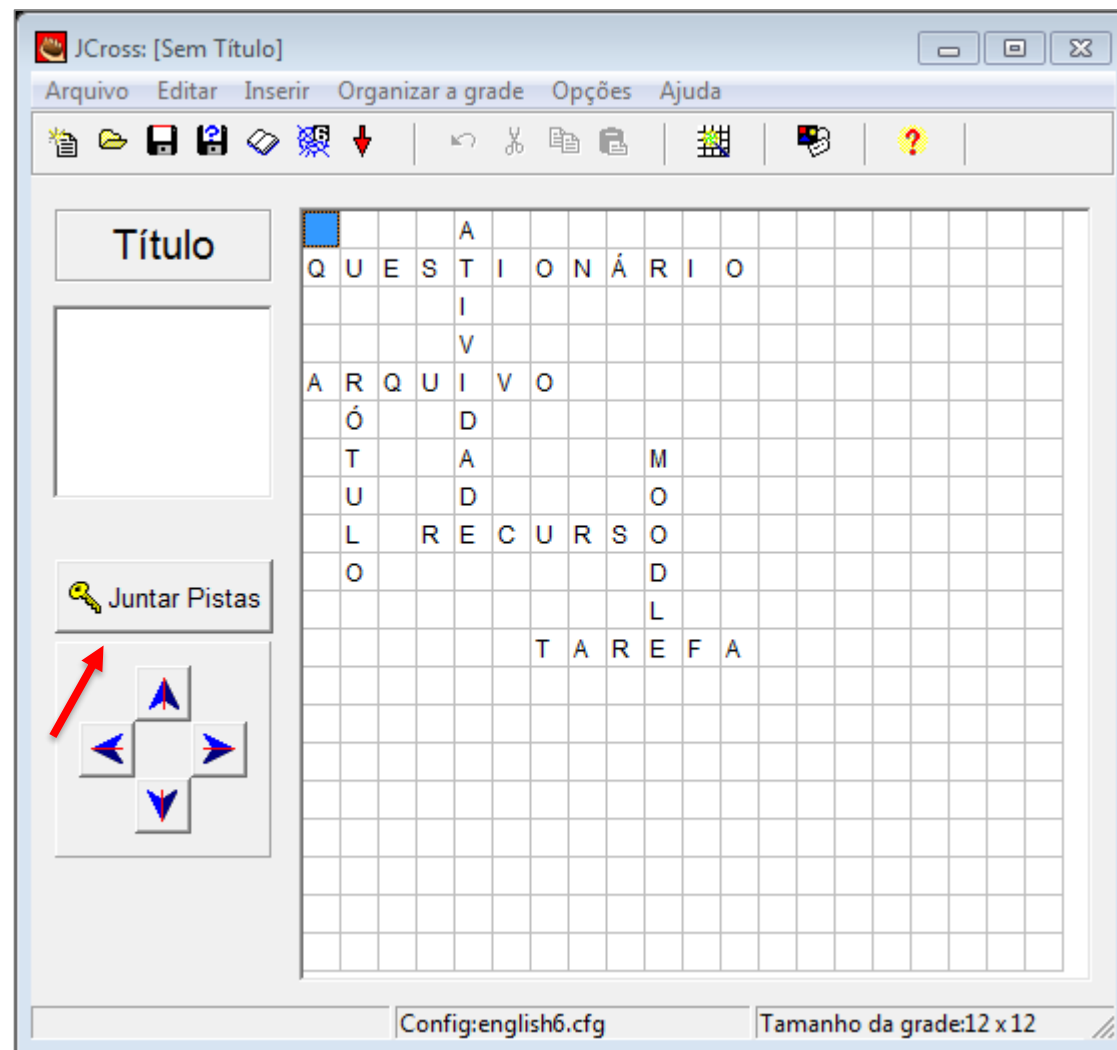 JCross: [Sem Título]
Arquivo Editar Inserir Organizar a grade Opções Ajuda
Título
A
Q U E S T I O N Á R I O
I
V
A R Q U I V O
Ó D
T A M
U D O
L R E C U R S O
O D
L
T A R E F A
Juntar Pistas
Config:english6.cfg
Tamanho da grade:12 x 12